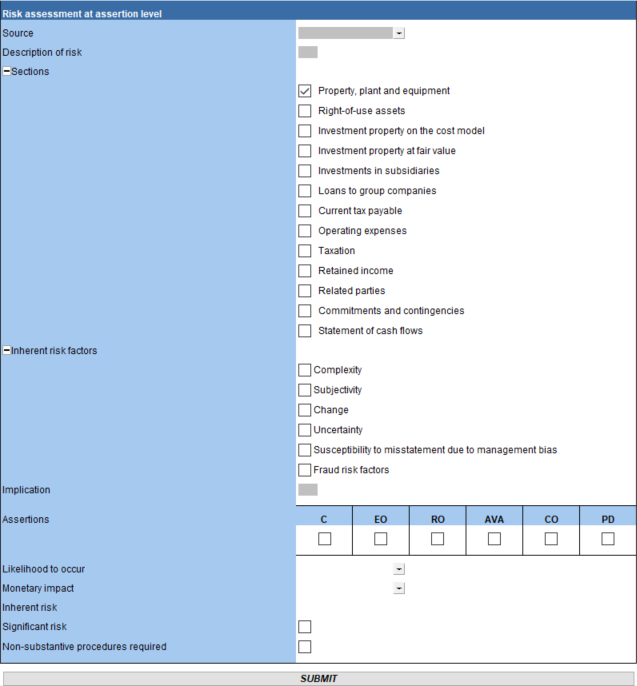 Risk assessment at assertion level
Source
Description of risk
Sections
Property, plant and equipment
Right-of-use assets
Investment property on the cost model
Investment property at fair value
Investments in subsidiaries
Loans to group companies
Current tax payable
Operating expenses
Taxation
Retained income
Related parties
Commitments and contingencies
Statement of cash flows
Inherent risk factors
Complexity
Subjectivity
Change
Uncertainty
Susceptibility to misstatement due to management bias
Fraud risk factors
Implication
Assertions C EO RO AVA CO PD
Likelihood to occur
Monetary impact
Inherent risk
Significant risk
Non-substantive procedures required
SUBMIT